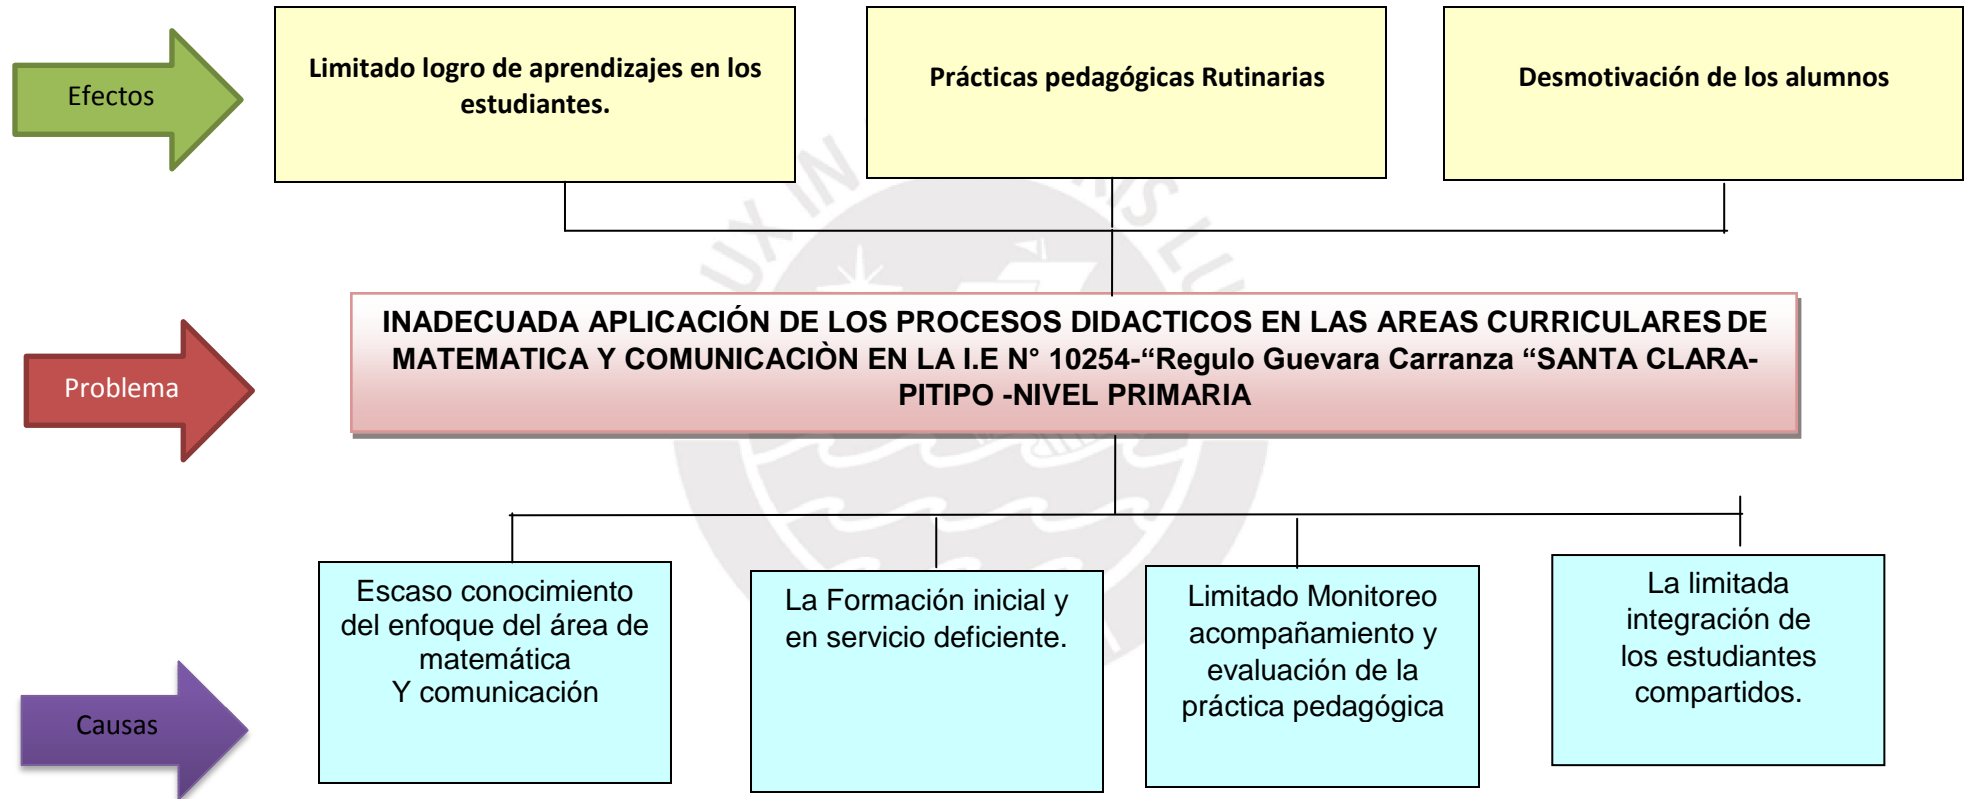 Efectos
Limitado logro de aprendizajes en los
estudiantes.
Prácticas pedagógicas Rutinarias
Desmotivación de los alumnos
UX IN
LU
Problema
INADECUADA APLICACIÓN DE LOS PROCESOS DIDACTICOS EN LAS AREAS CURRICULARES DE
MATEMATICA Y COMUNICACIÒN EN LA I.E N° 10254-“Regulo Guevara Carranza “SANTA CLARA-
PITIPO -NIVEL PRIMARIA
Causas
Escaso conocimiento
del enfoque del área de
matemática
Y comunicación
La Formación inicial y
en servicio deficiente.
Limitado Monitoreo
acompañamiento y
evaluación de la
práctica pedagógica
La limitada
integración de
los estudiantes
compartidos.